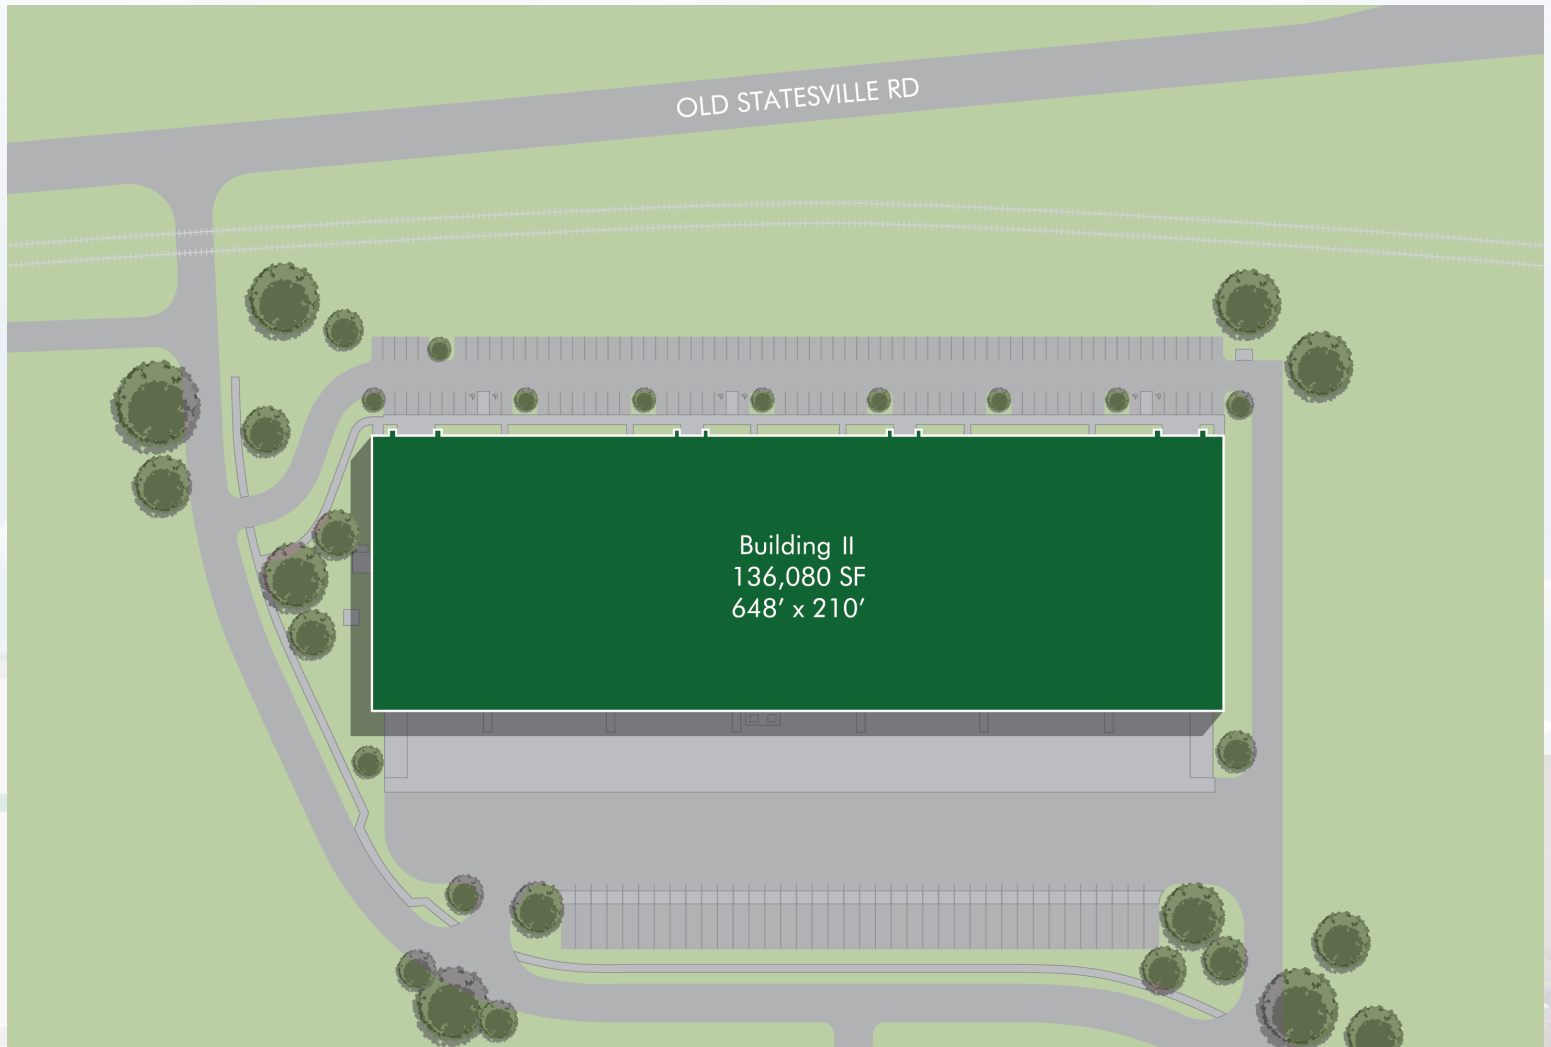 OLD STATESVILLE RD
Building II
136,080 SF
648’ x 210’